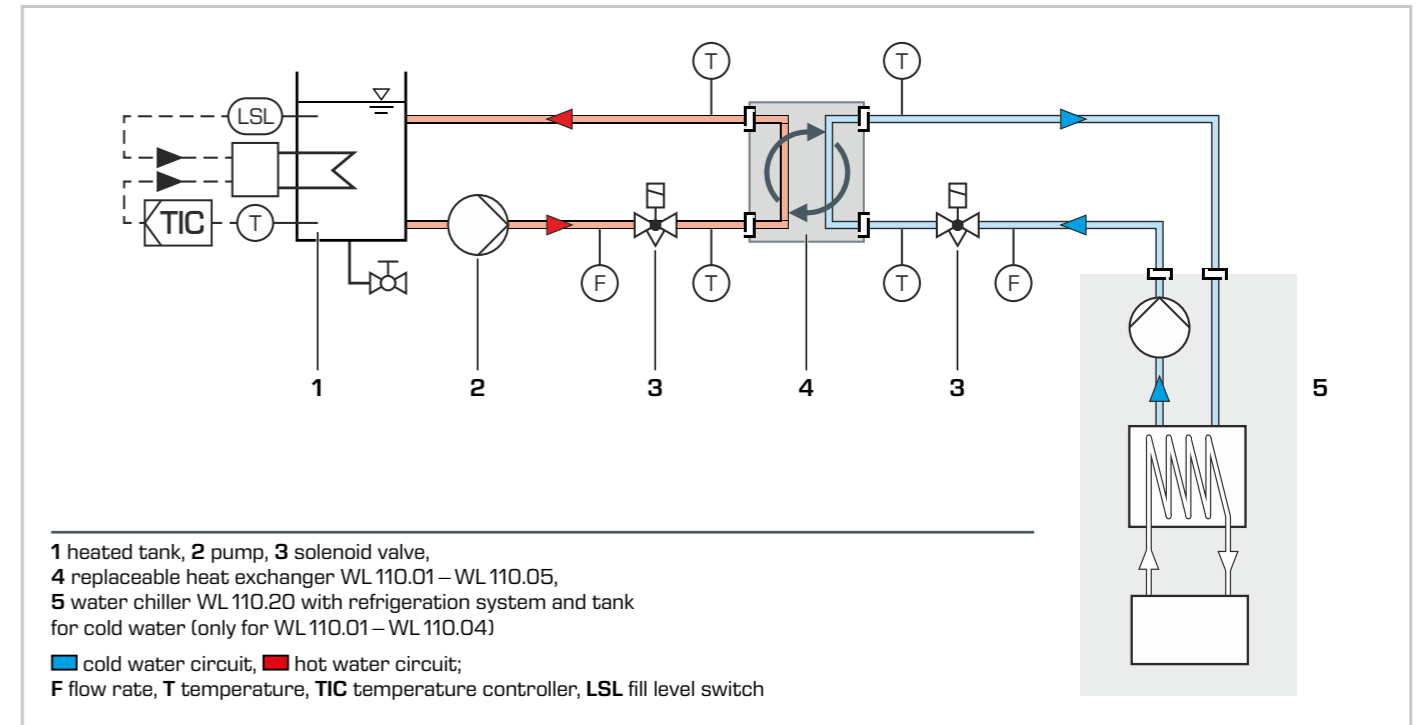 T
T
LSL
TIC
T
F
T
T
F
1
2
3
4
3
5
1 heated tank, 2 pump, 3 solenoid valve,
4 replaceable heat exchanger WL 110.01 – WL 110.05,
5 water chiller WL 110.20 with refrigeration system and tank
for cold water (only for WL 110.01 – WL 110.04)
cold water circuit, hot water circuit;
F flow rate, T temperature, TIC temperature controller, LSL fill level switch